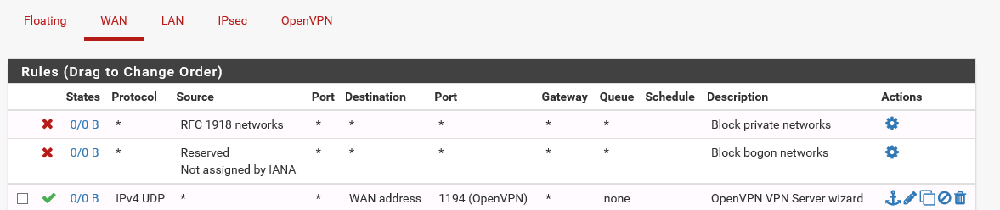 Floating WAN LAN IPsec OpenVPN
Rules (Drag to Change Order)
States Protocol Source Port Destination Port Gateway Queue Schedule Description Actions
0/0 B * RFC 1918 networks * * * * * Block private networks
0/0 B * Reserved * * * * * Block bogon networks
Not assigned by IANA
0/0 B IPv4 UDP * * WAN address 1194 (OpenVPN) * none OpenVPN VPN Server wizard